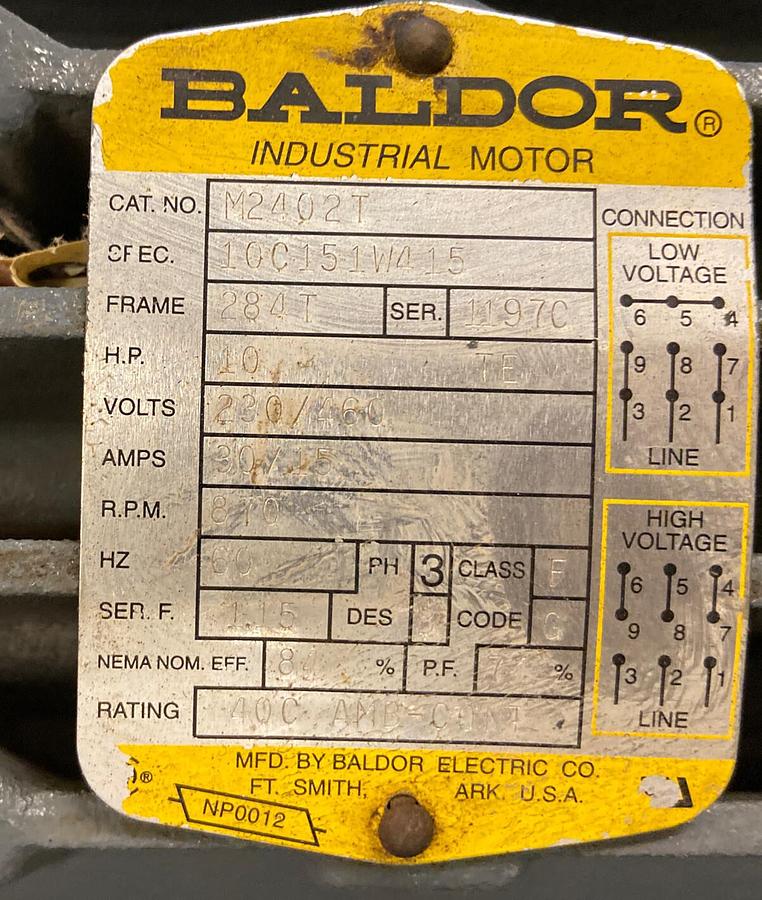 BALDOR®
INDUSTRIAL MOTOR
CAT. NO. M2402T
SPEC. 10C151W415
FRAME 284T SER. 1197C
H.P. 10 TE
VOLTS 230/460
AMPS 30/15
R.P.M. 870
HZ 60 PH 3 CLASS F
SER. F. 1.15 DES CODE G
NEMA NOM. EFF. % P.F. %
RATING 40C AMB-CONT
CONNECTION
LOW
VOLTAGE
6 5 4
9 8 7
3 2 1
LINE
HIGH
VOLTAGE
6 5 4
9 8 7
3 2 1
LINE
MFD. BY BALDOR ELECTRIC CO.
FT. SMITH, ARK. U.S.A.
®
NP0012